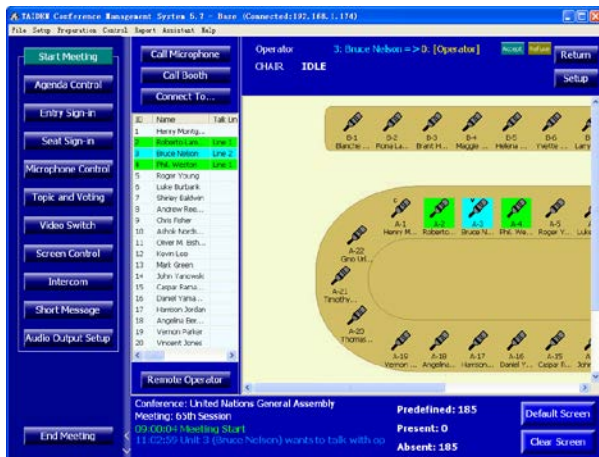 TAIDEN Conference Management System 5.7 - Base (Connected:192.168.1.174)
File Setup Preparation Control Report Assistant Help
Start Meeting
Agenda Control
Entry Sign-in
Seat Sign-in
Microphone Control
Topic and Voting
Video Switch
Screen Control
Intercom
Short Message
Audio Output Setup
End Meeting
Call Microphone
Call Booth
Connect To...
ID Name Talk Lin
1 Henry Montg...
2 Roberto Lare... Line 1
3 Bruce Nelson Line 2
4 Phil. Weston Line 1
5 Roger Young
6 Luke Burbank
7 Shirley Baldwin
8 Andrew Ree...
9 Chris Fisher
10 Ashok North...
11 Oliver M. Bish...
12 Kevin Leo
13 Mark Green
14 John Yanowski
15 Caspar Rama...
16 Daniel Yama...
17 Harrison Jordan
18 Angelina Ber...
19 Vernon Parker
20 Vincent Jones
Remote Operator
Operator 3: Bruce Nelson =>0: [Operator] Accept Refuse
CHAIR IDLE
Return
Setup
B-1 B-2 B-3 B-4 B-5 B-6
Blanche ... Rona La... Brant H... Maggie ... Helena ... Yvette ... Larry
A-1 A-2 A-3 A-4 A-5
Henry M... Roberto... Bruce N... Phil. We... Roger Y... Luke
A-22
Gino Uri...
A-21
Timothy...
A-20
Thomas...
A-19 A-18 A-17 A-16 A-15
Vernon ... Angelina... Harrison... Daniel Y... Caspar R... John
Conference: United Nations General Assembly
Meeting: 65th Session
09:00:04 Meeting Start
11:02:59 Unit 3 (Bruce Nelson) wants to talk with op
Predefined: 185
Present: 0
Absent: 185
Default Screen
Clear Screen